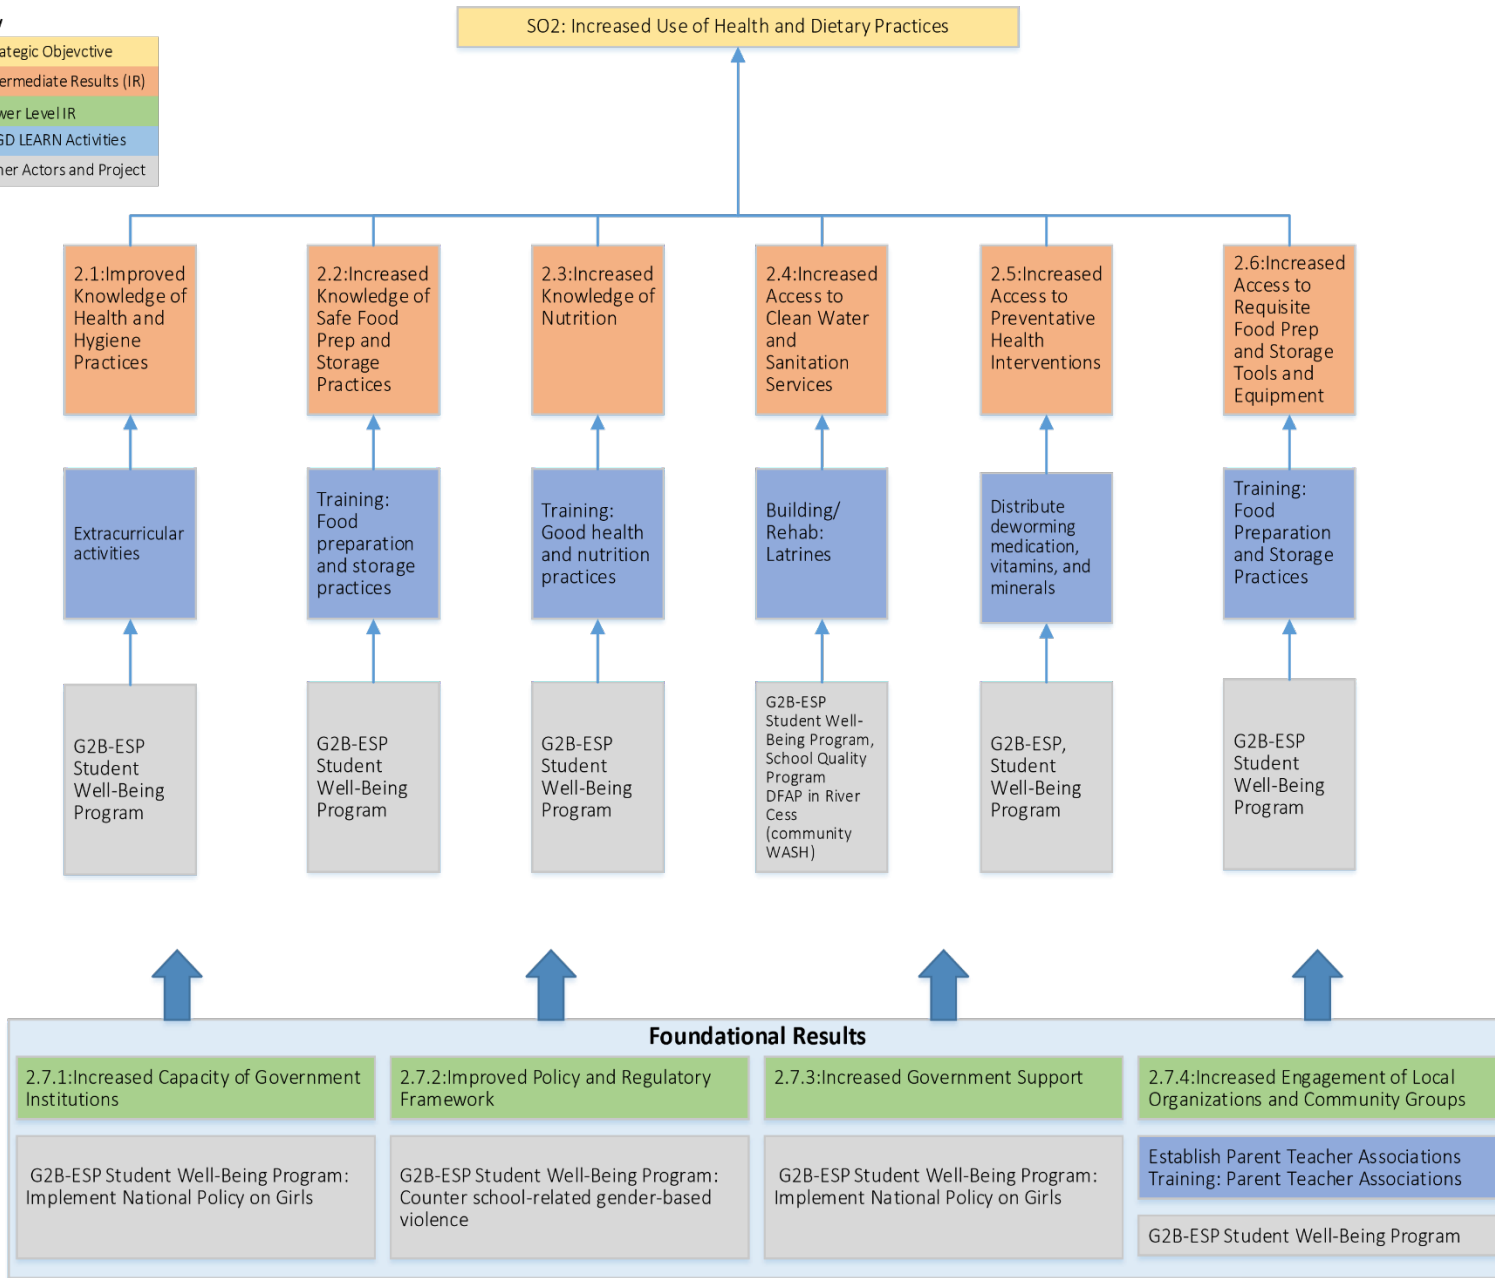 SO2: Increased Use of Health and Dietary Practices
ategic Objevctive
ermediate Results (IR)
wer Level IR
GD LEARN Activities
her Actors and Project
2.1:Improved
Knowledge of
Health and
Hygiene
Practices
2.2:Increased
Knowledge of
Safe Food
Prep and
Storage
Practices
2.3:Increased
Knowledge of
Nutrition
2.4:Increased
Access to
Clean Water
and
Sanitation
Services
2.5:Increased
Access to
Preventative
Health
Interventions
2.6:Increased
Access to
Requisite
Food Prep
and Storage
Tools and
Equipment
Extracurricular
activities
Training:
Food
preparation
and storage
practices
Training:
Good health
and nutrition
practices
Building/
Rehab:
Latrines
Distribute
deworming
medication,
vitamins, and
minerals
Training:
Food
Preparation
and Storage
Practices
G2B-ESP
Student
Well-Being
Program
G2B-ESP
Student
Well-Being
Program
G2B-ESP
Student
Well-Being
Program
G2B-ESP
Student Well-
Being Program,
School Quality
Program
DFAP in River
Cess
(community
WASH)
G2B-ESP,
Student
Well-Being
Program
G2B-ESP
Student
Well-Being
Program
Foundational Results
2.7.1:Increased Capacity of Government
Institutions
2.7.2:Improved Policy and Regulatory
Framework
2.7.3:Increased Government Support
2.7.4:Increased Engagement of Local
Organizations and Community Groups
G2B-ESP Student Well-Being Program:
Implement National Policy on Girls
G2B-ESP Student Well-Being Program:
Counter school-related gender-based
violence
G2B-ESP Student Well-Being Program:
Implement National Policy on Girls
Establish Parent Teacher Associations
Training: Parent Teacher Associations
G2B-ESP Student Well-Being Program